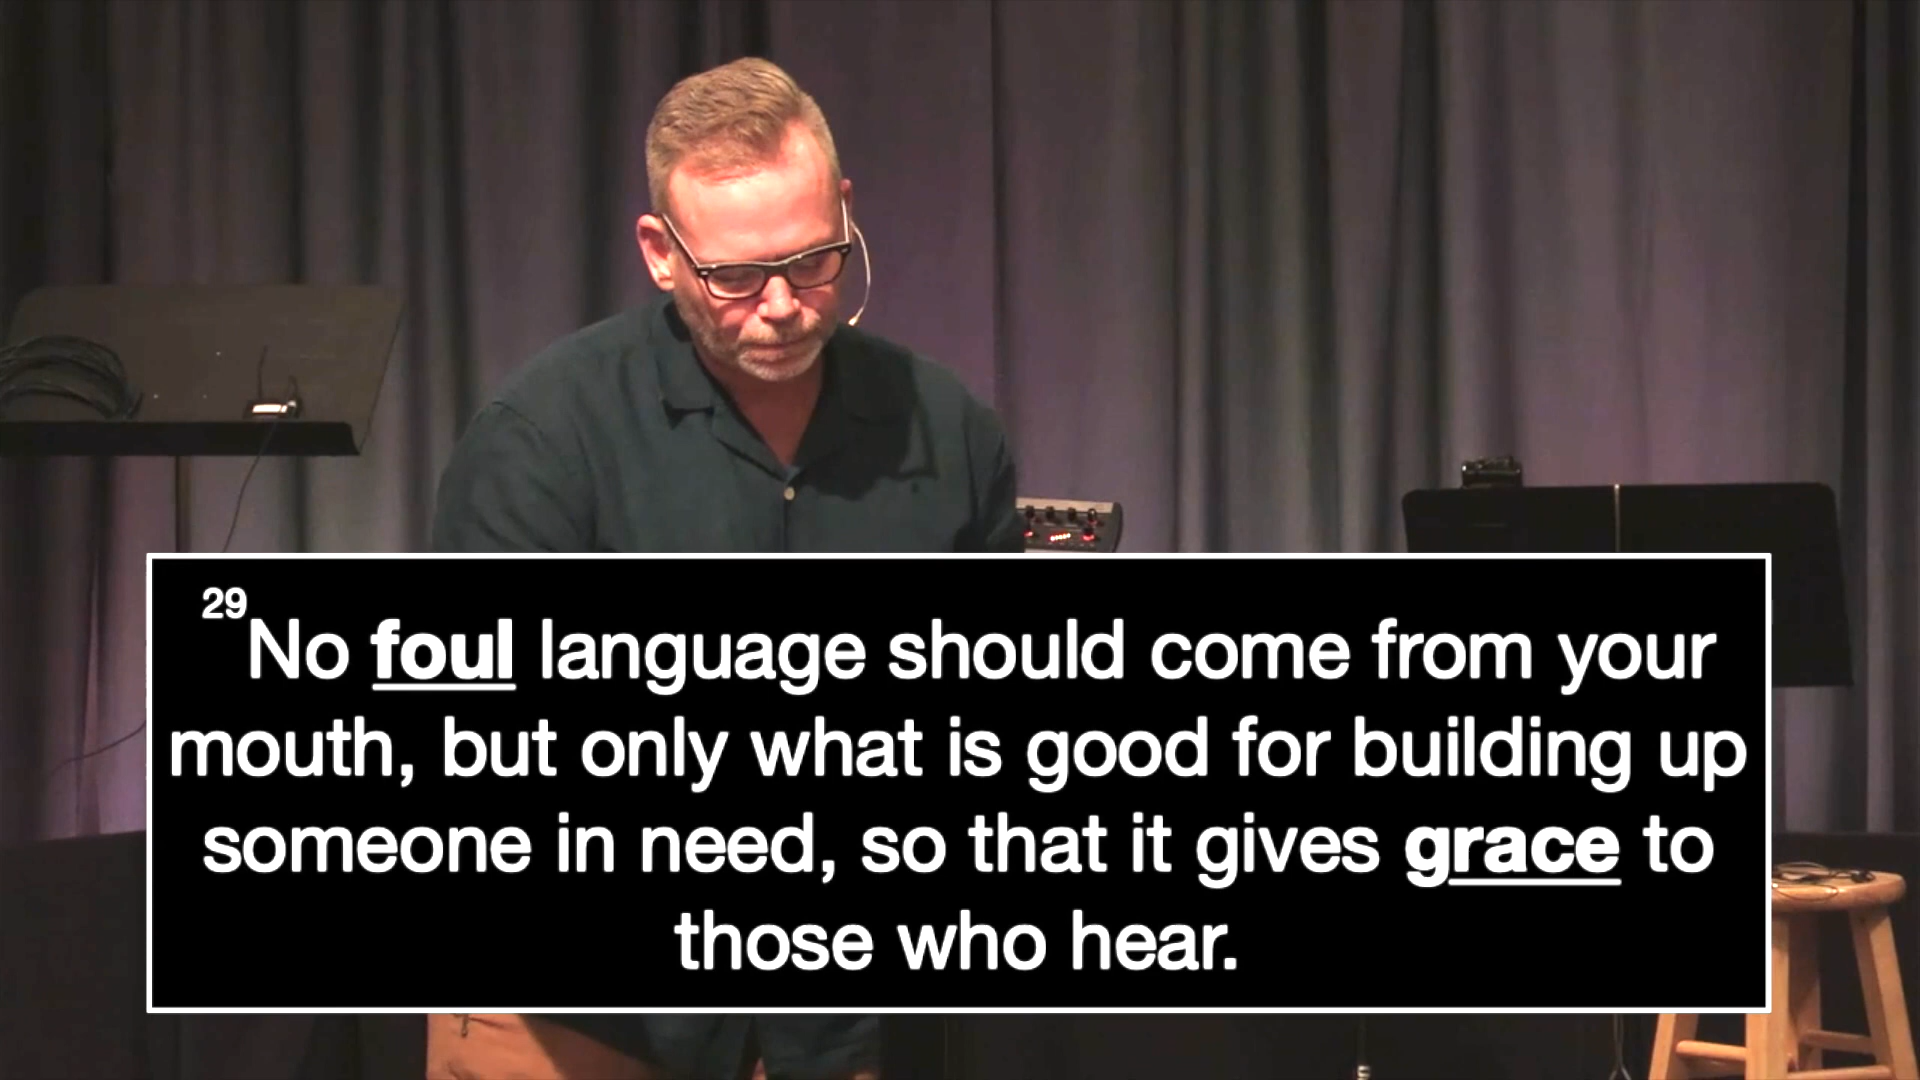 29 No foul language should come from your
mouth, but only what is good for building up
someone in need, so that it gives grace to
those who hear.